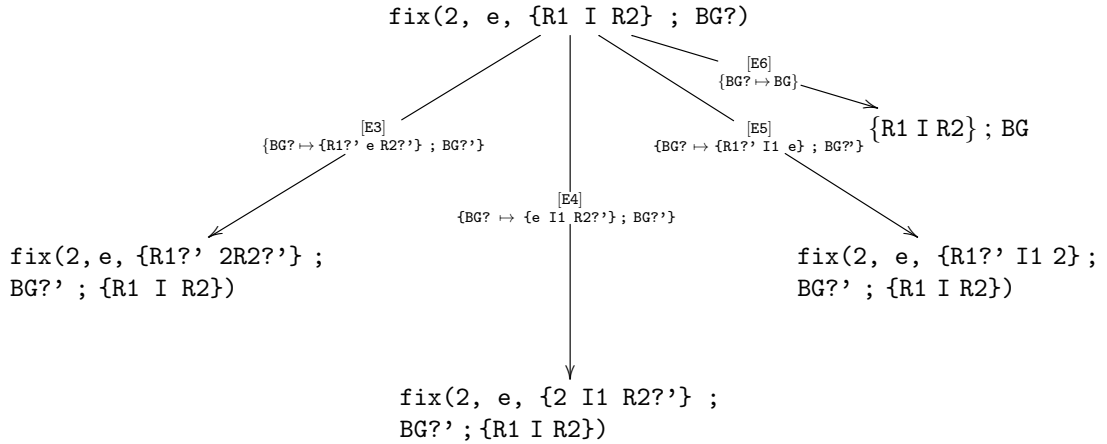 fix(2, e, {R1 I R2} ; BG?)
[E6]
{BG? ↦ BG}
{R1 I R2} ; BG
[E3]
{BG? ↦ {R1?' e R2?'} ; BG?'}
[E5]
{BG? ↦ {R1?' I1 e} ; BG?'}
[E4]
{BG? ↦ {e I1 R2?'} ; BG?'}
fix(2, e, {R1?' 2R2?'} ;
BG?' ; {R1 I R2})
fix(2, e, {R1?' I1 2} ;
BG?' ; {R1 I R2})
fix(2, e, {2 I1 R2?'} ;
BG?' ; {R1 I R2})